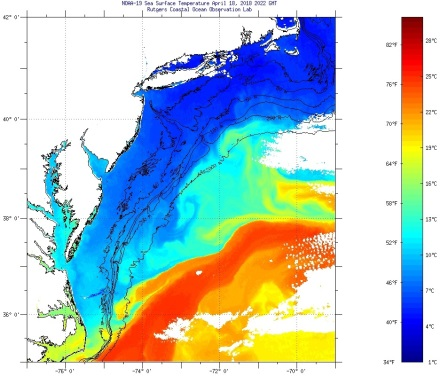 NOAA-19 Sea Surface Temperature April 18, 2018 2022 GMT
Rutgers Coastal Ocean Observation Lab
42° 0'
40° 0'
38° 0'
36° 0'
-76° 0'
-74° 0'
-72° 0'
-70° 0'
82°F
76°F
70°F
64°F
58°F
52°F
46°F
40°F
34°F
28°C
25°C
22°C
19°C
16°C
13°C
10°C
7°C
4°C
1°C